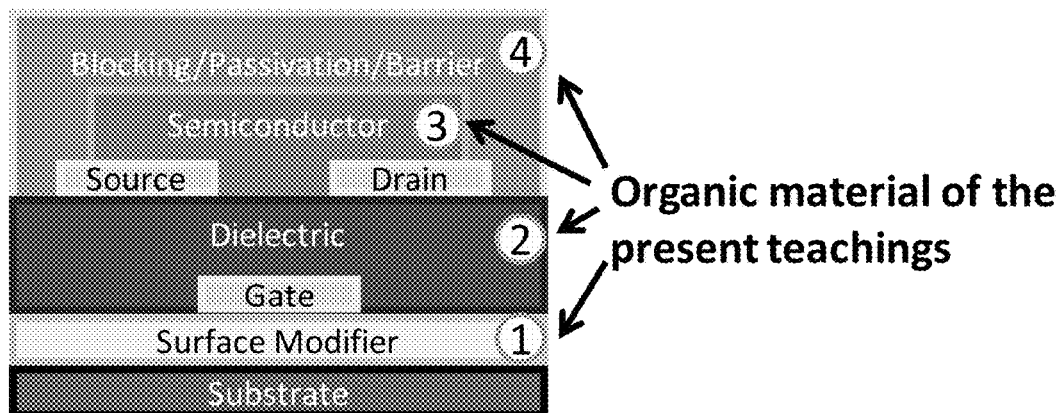 Blocking/Passivation/Barrier 4
Semiconductor 3
Source Drain
Dielectric 2
Gate
Surface Modifier 1
Substrate
Organic material of the
present teachings